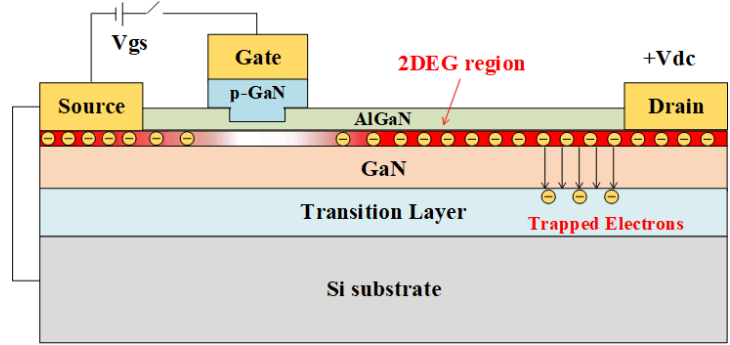 Vgs
Gate
p-GaN
2DEG region
+Vdc
Source
AlGaN
Drain
GaN
Transition Layer
Trapped Electrons
Si substrate